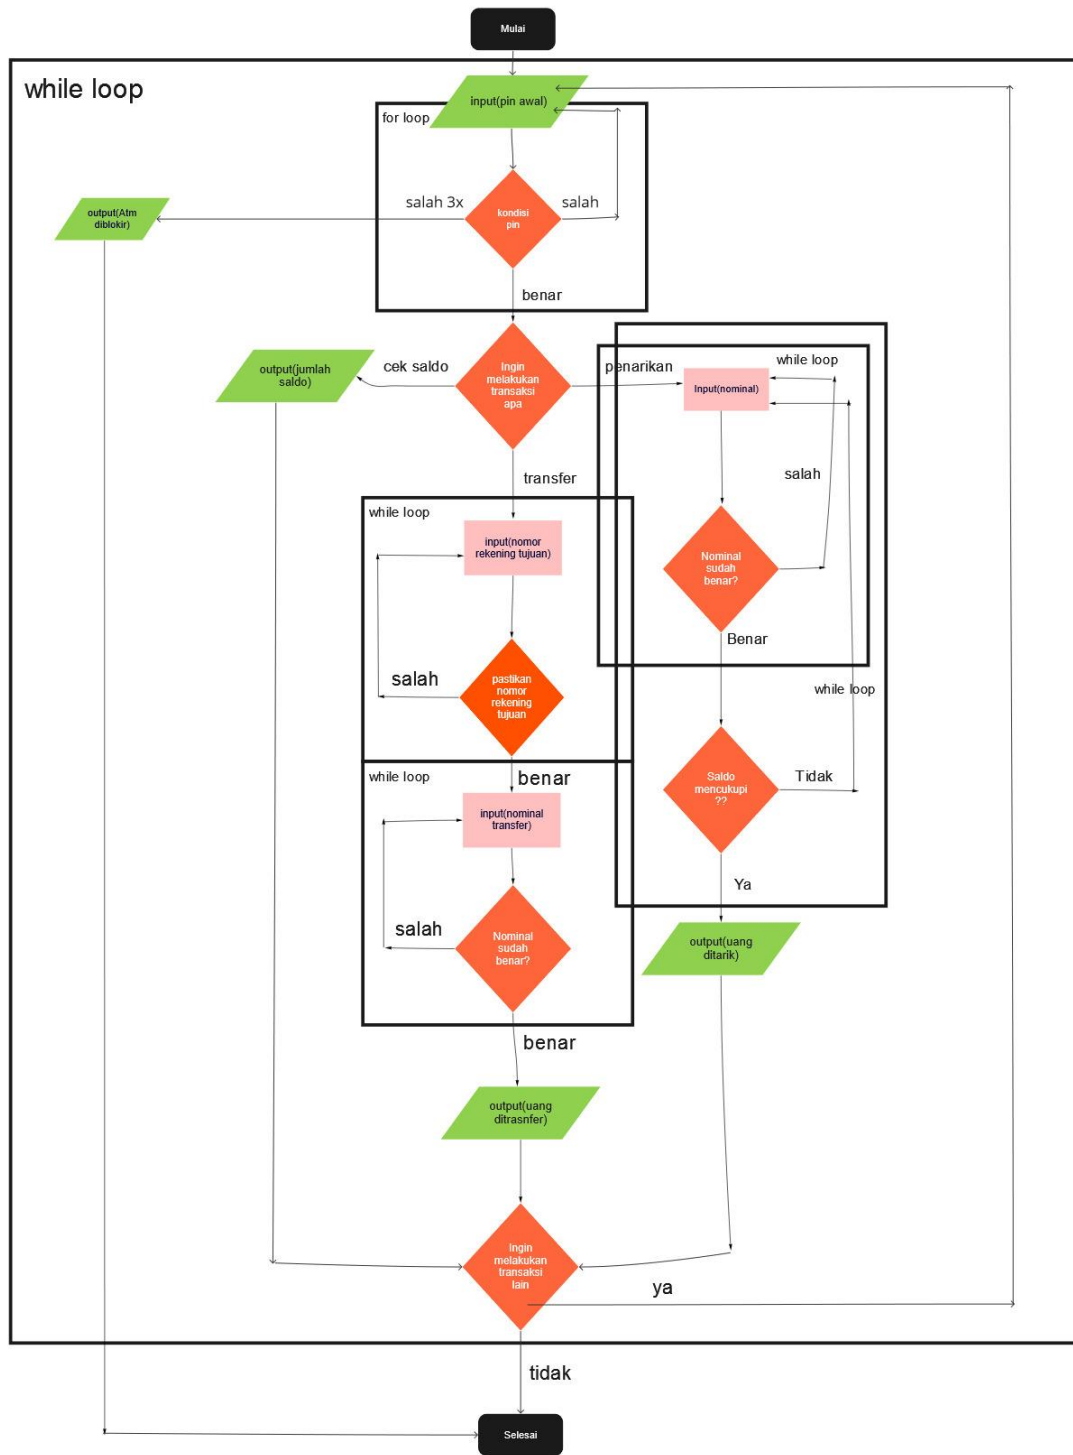 Mulai
while loop
input(pin awal)
for loop
salah 3x
salah
kondisi
pin
output(Atm
diblokir)
benar
cek saldo
Ingin
melakukan
transaksi
apa
penarikan
output(jumlah
saldo)
while loop
Input(nominal)
salah
transfer
while loop
input(nomor
rekening tujuan)
Nominal
sudah
benar?
Benar
salah
pastikan
nomor
rekening
tujuan
while loop
benar
while loop
input(nominal
transfer)
Saldo
mencukupi
??
Tidak
Ya
salah
Nominal
sudah
benar?
output(uang
ditarik)
benar
output(uang
ditrasnfer)
Ingin
melakukan
transaksi
lain
ya
tidak
Selesai